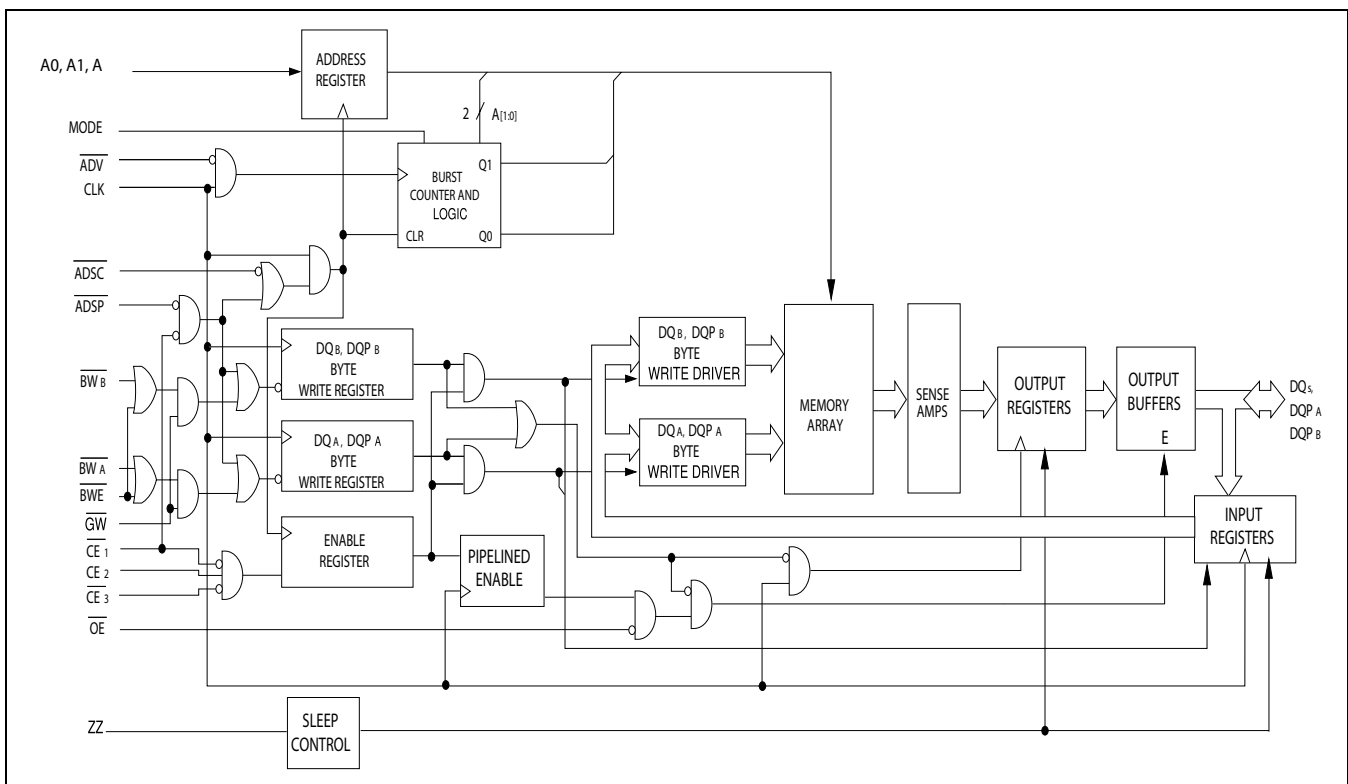 A0, A1, A
ADDRESS
REGISTER
2
A[1:0]
MODE
ADV
CLK
BURST
COUNTER AND
LOGIC
Q1
CLR
Q0
ADSC
ADSP
DQ B, DQP B
BYTE
WRITE REGISTER
DQ B, DQP B
BYTE
WRITE DRIVER
MEMORY
ARRAY
SENSE
AMPS
OUTPUT
REGISTERS
OUTPUT
BUFFERS
E
DQs,
DQP A
DQP B
BW B
DQ A, DQP A
BYTE
WRITE REGISTER
DQ A, DQP A
BYTE
WRITE DRIVER
BW A
BWE
GW
CE 1
CE 2
CE 3
ENABLE
REGISTER
PIPELINED
ENABLE
INPUT
REGISTERS
OE
ZZ
SLEEP
CONTROL